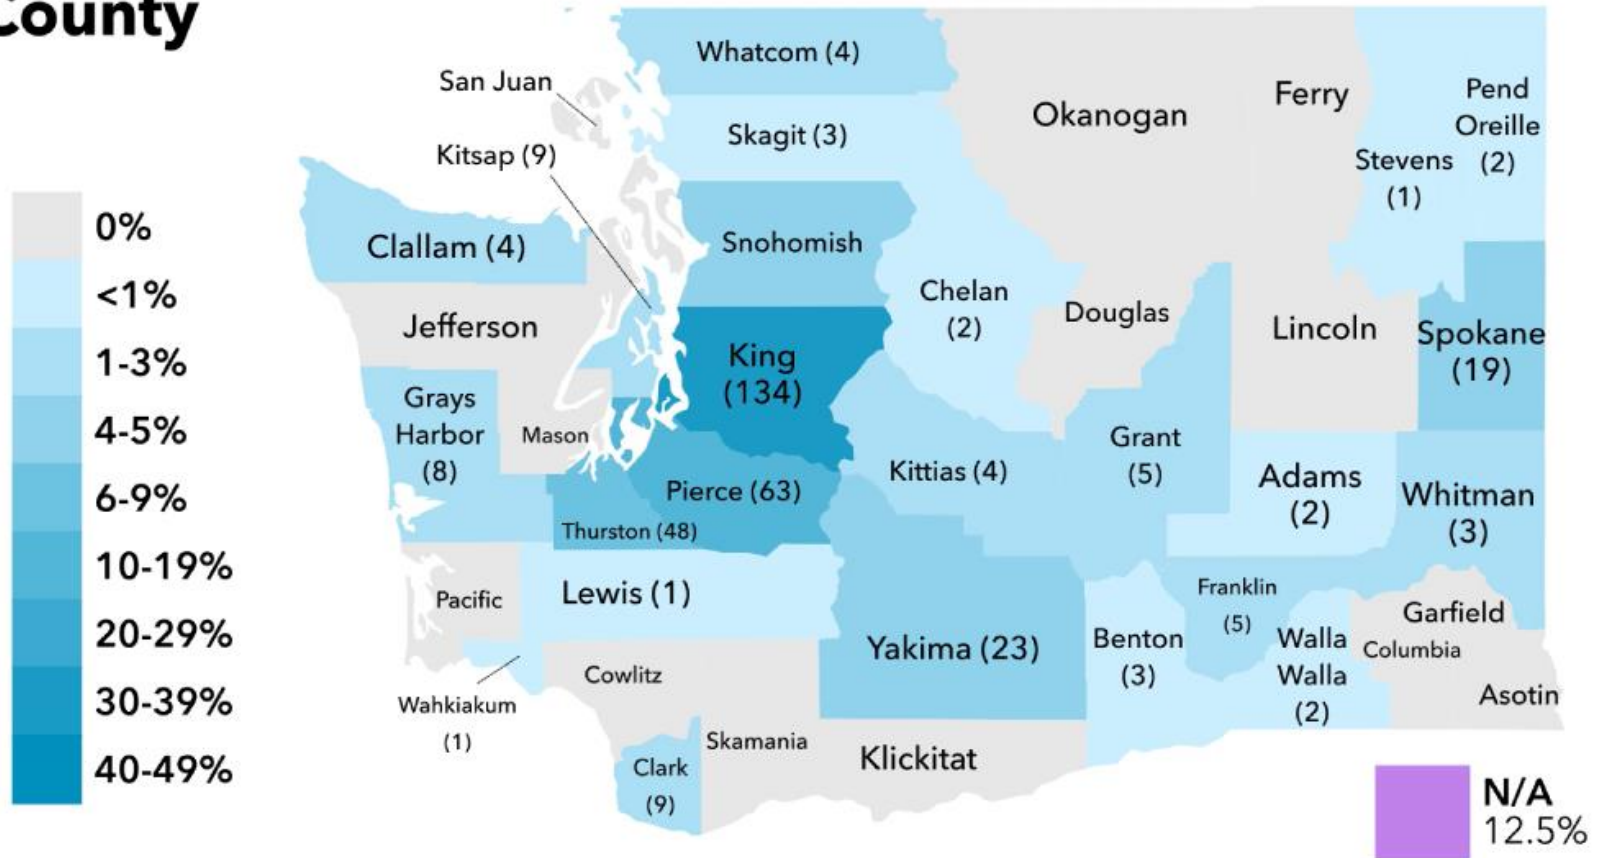 County
0%
<1%
1-3%
4-5%
6-9%
10-19%
20-29%
30-39%
40-49%
San Juan
Kitsap (9)
Whatcom (4)
Skagit (3)
Clallam (4)
Snohomish
Jefferson
King
(134)
Grays
Harbor
(8)
Mason
Pierce (63)
Thurston (48)
Okanogan
Ferry
Pend
Oreille
(2)
Stevens
(1)
Chelan
(2)
Douglas
Lincoln
Spokane
(19)
Kittias (4)
Grant
(5)
Adams
(2)
Whitman
(3)
Pacific
Lewis (1)
Yakima (23)
Benton
(3)
Franklin
(5)
Walla
Walla
(2)
Garfield
Columbia
Asotin
Wahkiakum
(1)
Cowlitz
Clark
(9)
Skamania
Klickitat
N/A
12.5%